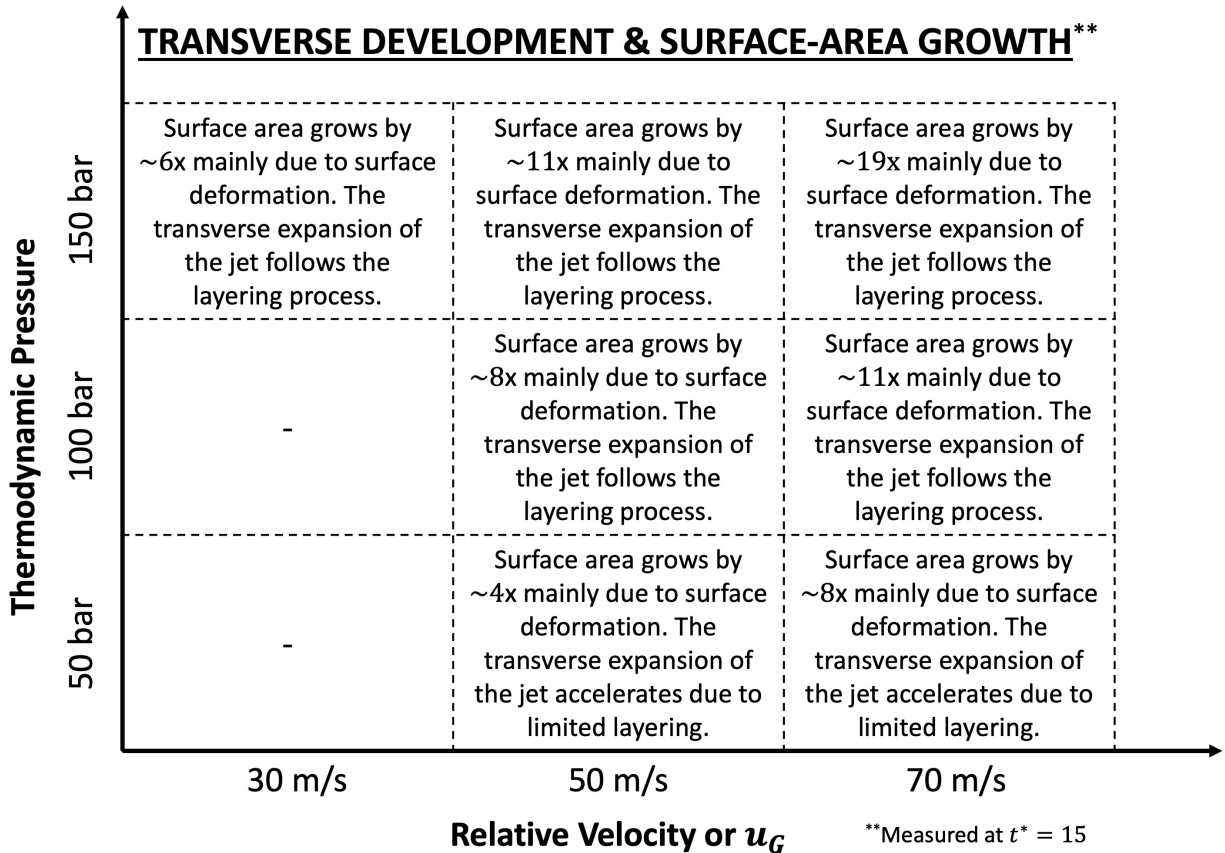 TRANSVERSE DEVELOPMENT & SURFACE-AREA GROWTH**
Thermodynamic Pressure
150 bar
Surface area grows by
~6x mainly due to surface
deformation. The
transverse expansion of
the jet follows the
layering process.
Surface area grows by
~11x mainly due to
surface deformation. The
transverse expansion of
the jet follows the
layering process.
Surface area grows by
~19x mainly due to
surface deformation. The
transverse expansion of
the jet follows the
layering process.
100 bar
-
Surface area grows by
~8x mainly due to surface
deformation. The
transverse expansion of
the jet follows the
layering process.
Surface area grows by
~11x mainly due to
surface deformation. The
transverse expansion of
the jet follows the
layering process.
50 bar
-
Surface area grows by
~4x mainly due to surface
deformation. The
transverse expansion of
the jet accelerates due to
limited layering.
Surface area grows by
~8x mainly due to surface
deformation. The
transverse expansion of
the jet accelerates due to
limited layering.
30 m/s
50 m/s
70 m/s
Relative Velocity or u_G
**Measured at t* = 15